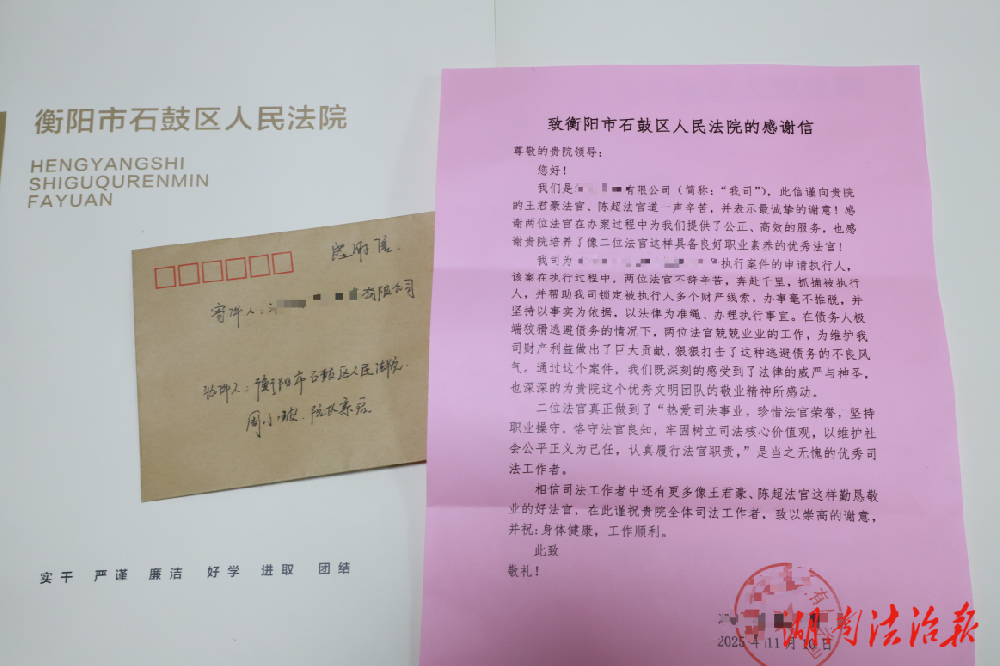 衡阳市石鼓区人民法院
HENGYANGSHI
SHIGUQURENMIN
FAYUAN
感谢信
寄件人：有限公司
收件人：衡阳市石鼓区人民法院
周小 院长亲启
实干 严谨 廉洁 好学 进取 团结
致衡阳市石鼓区人民法院的感谢信
尊敬的贵院领导：
您好！
我们是有限公司（简称：“我司”），此信谨向贵院
的王君豪法官、陈超法官道一声辛苦，并表示最诚挚的谢意！感
谢两位法官在办案过程中为我们提供了公正、高效的服务，也感
谢贵院培养了像二位法官这样具备良好职业素养的优秀法官！
我司为执行案件的申请执行人，
该案在执行过程中，两位法官不辞辛苦，奔赴千里，抓捕被执行
人，并帮助我司锁定被执行人多个财产线索，办事毫不推脱，并
坚持以事实为依据，以法律为准绳、办理执行事宜。在债务人极
端狡猾逃避债务的情况下，两位法官兢兢业业的工作，为维护我
司财产利益做出了巨大贡献，狠狠打击了这种逃避债务的不良风
气。通过这个案件，我们既深刻的感受到了法律的威严与神圣，
也深深的为贵院这个优秀文明团队的敬业精神所感动。
二位法官真正做到了“热爱司法事业，珍惜法官荣誉，坚持
职业操守，恪守法官良知，牢固树立司法核心价值观，以维护社
会公平正义为己任，认真履行法官职责，”是当之无愧的优秀司
法工作者。
相信司法工作者中还有更多像王君豪、陈超法官这样勤恳敬
业的好法官，在此谨祝贵院全体司法工作者，致以崇高的谢意，
并祝：身体健康，工作顺利。
此致
敬礼！
有
2025年11月10日
湖南法治报